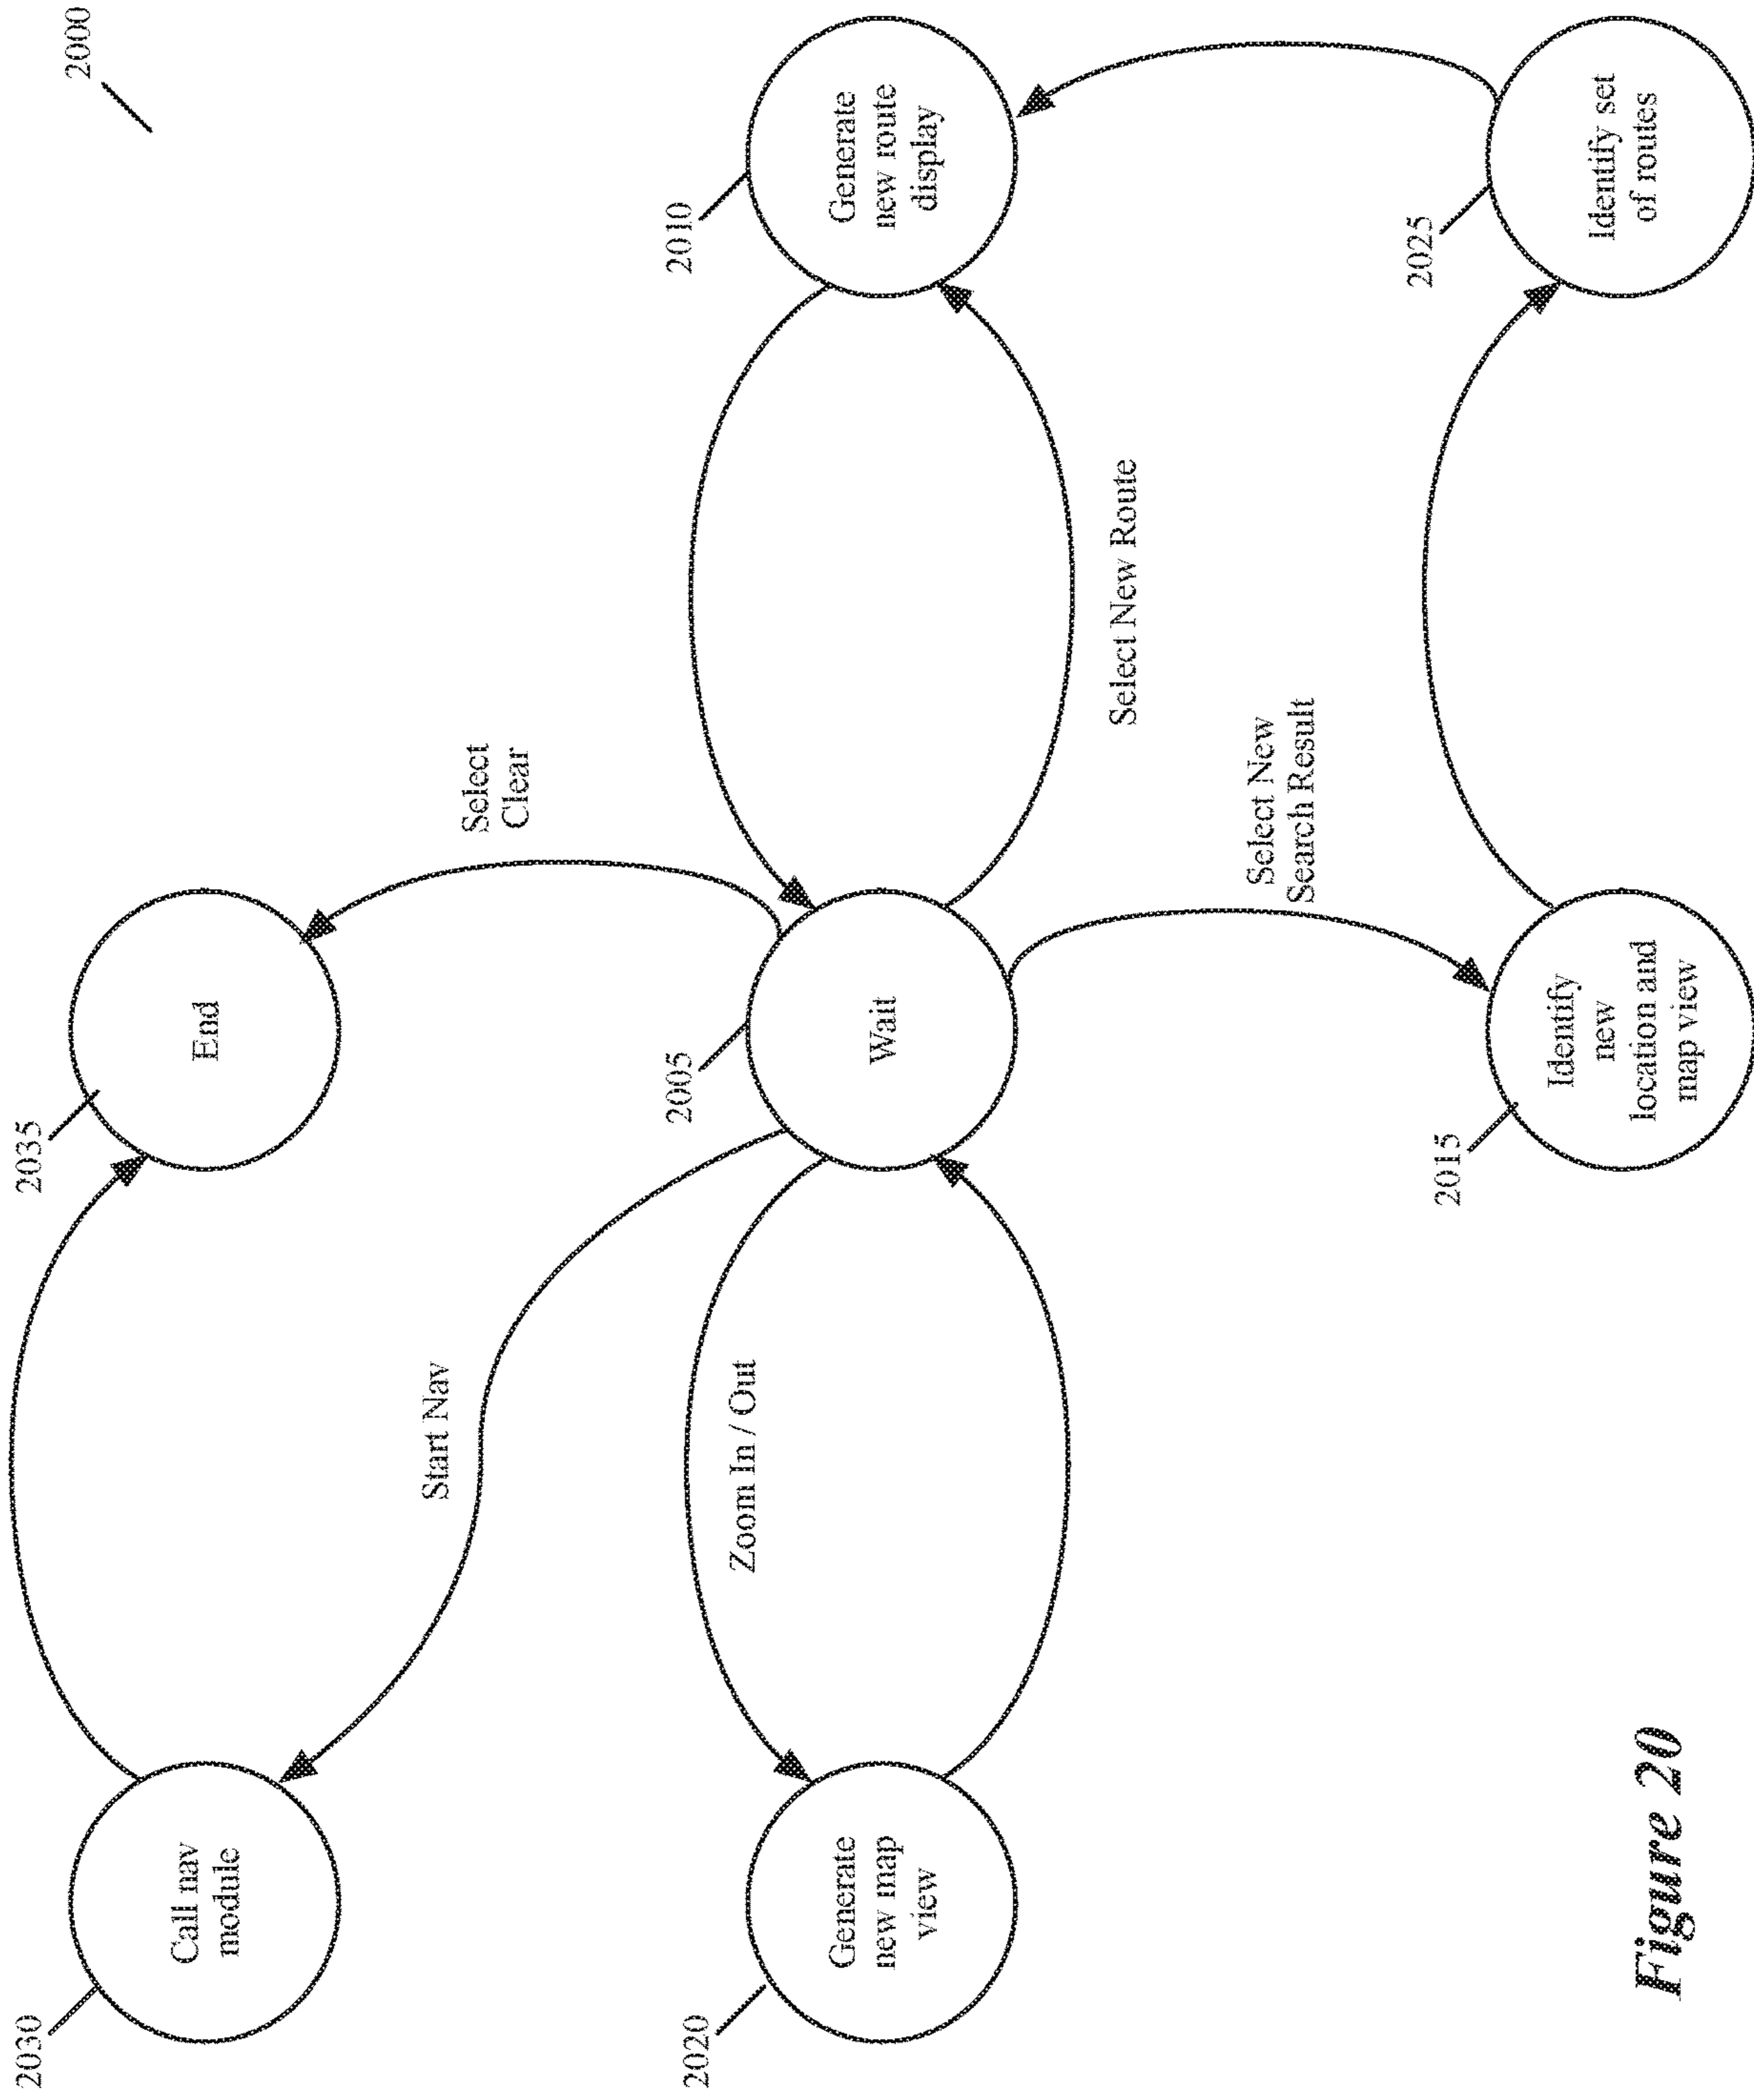 2000
2030
Call nav
module
2035
End
Start Nav
Select
Clear
2020
Generate
new map
view
Zoom In / Out
2005
Wait
2010
Generate
new route
display
Select New Route
Select New
Search Result
2015
Identify
new
location and
map view
2025
Identify set
of routes
Figure 20